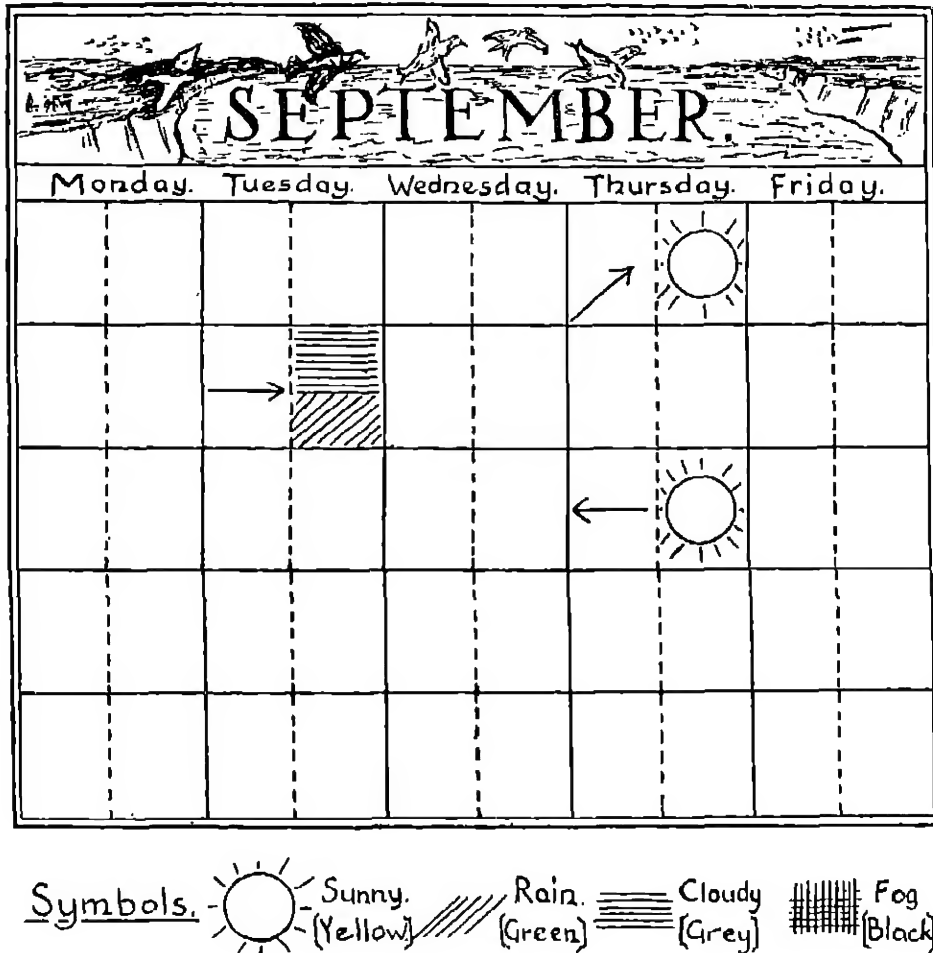 SEPTEMBER.
Monday. Tuesday. Wednesday. Thursday. Friday.
Symbols. Sunny. Rain. Cloudy Fog
(Yellow) (Green) (Grey) (Black)